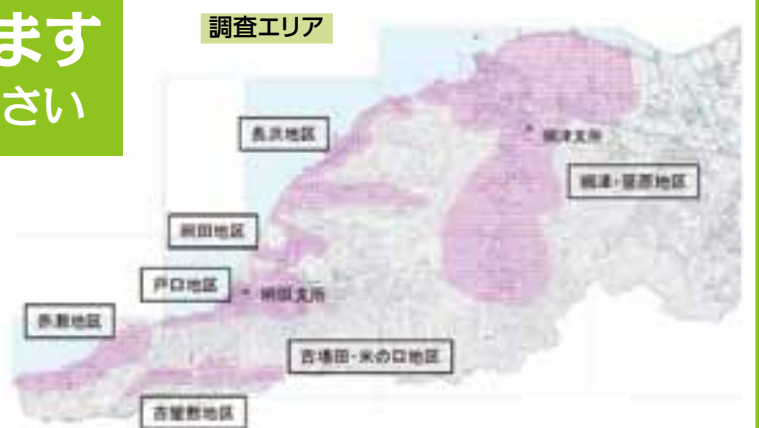 ます
さい
調査エリア
長浜地区
網津支所
網津・笹原地区
網田地区
戸口地区
網田支所
赤瀬地区
古場田・米の口地区
古屋敷地区